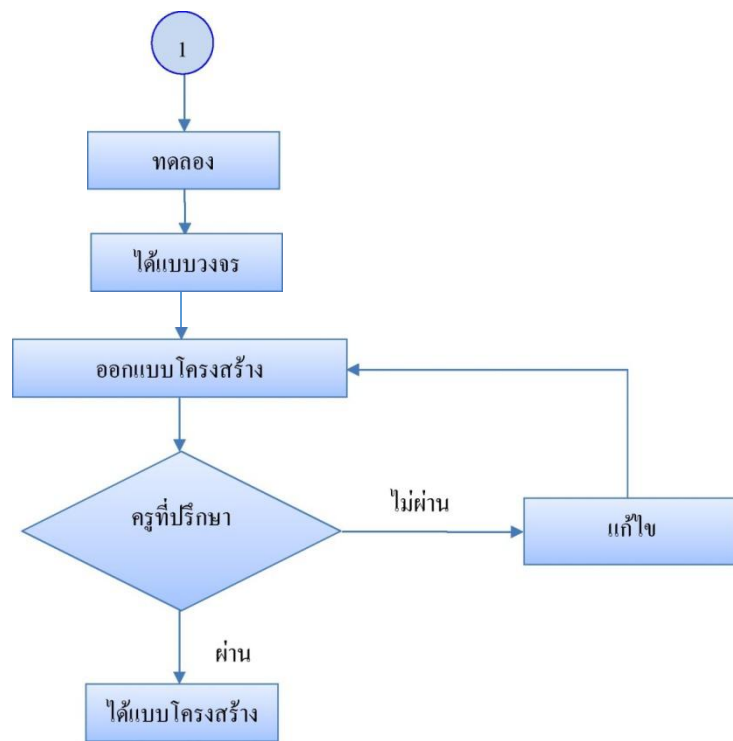 1
ทดลอง
ได้แบบวงจร
ออกแบบโครงสร้าง
ครูที่ปรึกษา
ไม่ผ่าน
แก้ไข
ผ่าน
ได้แบบโครงสร้าง